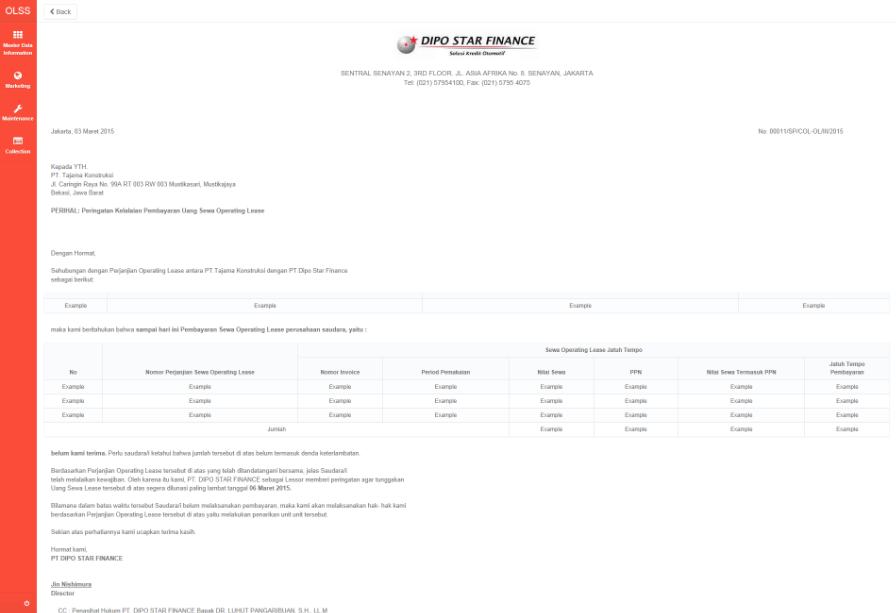 OLSS
Back
Master Data
Information
Marketing
Maintenance
Collection
DIPO STAR FINANCE
Solusi Kredit Otomotif
SENTRAL SENAYAN 2, 3RD FLOOR, JL. ASIA AFRIKA No. 8. SENAYAN, JAKARTA
Tel: (021) 57954100, Fax: (021) 5795 4075
Jakarta, 03 Maret 2015
No: 00011/SP/COL-OL/III/2015
Kepada YTH.
PT. Tajama Konstruksi
Jl. Caringin Raya No. 99A RT 003 RW 003 Mustikasari, Mustikajaya
Bekasi, Jawa Barat
PERIHAL: Peringatan Kelalaian Pembayaran Uang Sewa Operating Lease
Dengan Hormat,
Sehubungan dengan Perjanjian Operating Lease antara PT.Tajama Konstruksi dengan PT.Dipo Star Finance
sebagai berikut:
Example Example Example Example
maka kami beritahukan bahwa sampai hari ini Pembayaran Sewa Operating Lease perusahaan saudara, yaitu :
Sewa Operating Lease Jatuh Tempo
No Nomor Perjanjian Sewa Operating Lease Nomor Invoice Period Pemakaian Nilai Sewa PPN Nilai Sewa Termasuk PPN Jatuh Tempo Pembayaran
Example Example Example Example Example Example Example Example
Example Example Example Example Example Example Example Example
Example Example Example Example Example Example Example Example
Jumlah Example Example Example Example
belum kami terima. Perlu saudara/i ketahui bahwa jumlah tersebut di atas belum termasuk denda keterlambatan.
Berdasarkan Perjanjian Operating Lease tersebut di atas yang telah ditandatangani bersama, jelas Saudara/i
telah melalaikan kewajiban. Oleh karena itu kami, PT. DIPO STAR FINANCE sebagai Lessor memberi peringatan agar tunggakan
Uang Sewa Lease tersebut di atas segera dilunasi paling lambat tanggal 06 Maret 2015.
Bilamana dalam batas waktu tersebut Saudara/i belum melaksanakan pembayaran, maka kami akan melaksanakan hak- hak kami
berdasarkan Perjanjian Operating Lease tersebut di atas yaitu melakukan penarikan unit unit tersebut.
Sekian atas perhatiannya kami ucapkan terima kasih.
Hormat kami,
PT DIPO STAR FINANCE
Jin Nishimura
Director
CC : Penasihat Hukum PT. DIPO STAR FINANCE Bapak DR. LUHUT PANGARIBUAN, S.H., LL.M